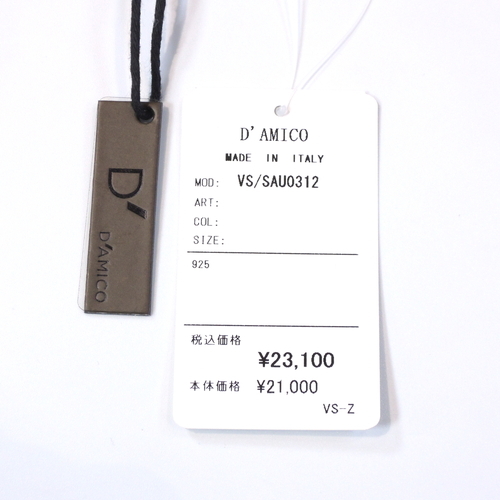 D'
D'AMICO
D'AMICO
MADE IN ITALY
MOD: VS/SAU0312
ART:
COL:
SIZE:
925
税込価格
¥23,100
本体価格 ¥21,000
VS-Z